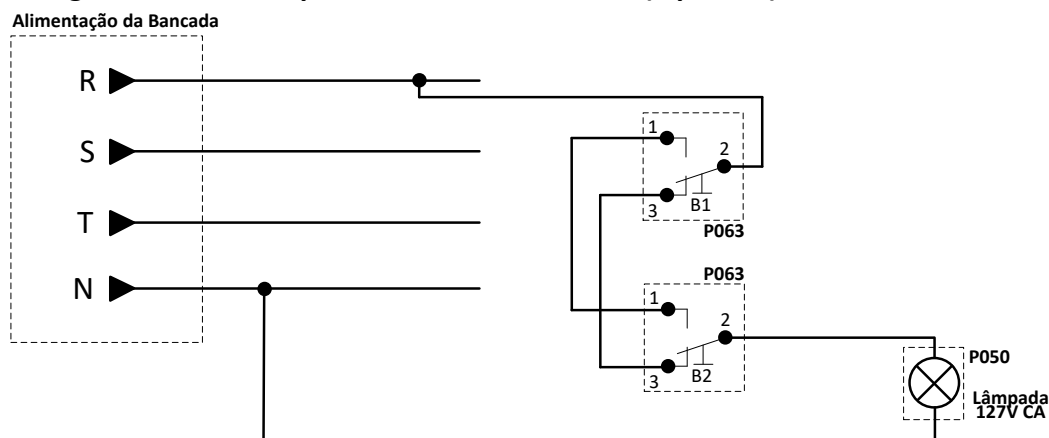 Alimentação da Bancada
R
S
T
N
1
2
3
B1
P063
P063
1
2
3
B2
P050
Lâmpada
127V CA